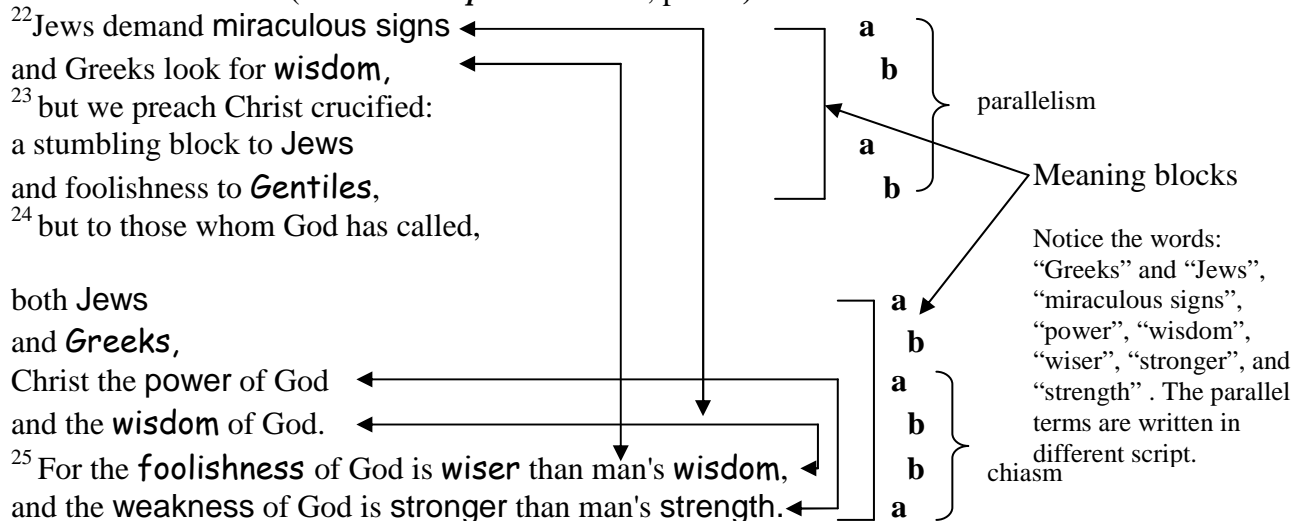 ²²Jews demand miraculous signs a
and Greeks look for wisdom, b
²³ but we preach Christ crucified: parallelism
a stumbling block to Jews a
and foolishness to Gentiles, b
²⁴ but to those whom God has called,
Meaning blocks
Notice the words:
“Greeks” and “Jews”,
“miraculous signs”,
“power”, “wisdom”,
“wiser”, “stronger”, and
“strength” . The parallel
terms are written in
different script.
both Jews a
and Greeks, b
Christ the power of God a
and the wisdom of God. b
²⁵ For the foolishness of God is wiser than man's wisdom, b
chiasm
and the weakness of God is stronger than man's strength. a